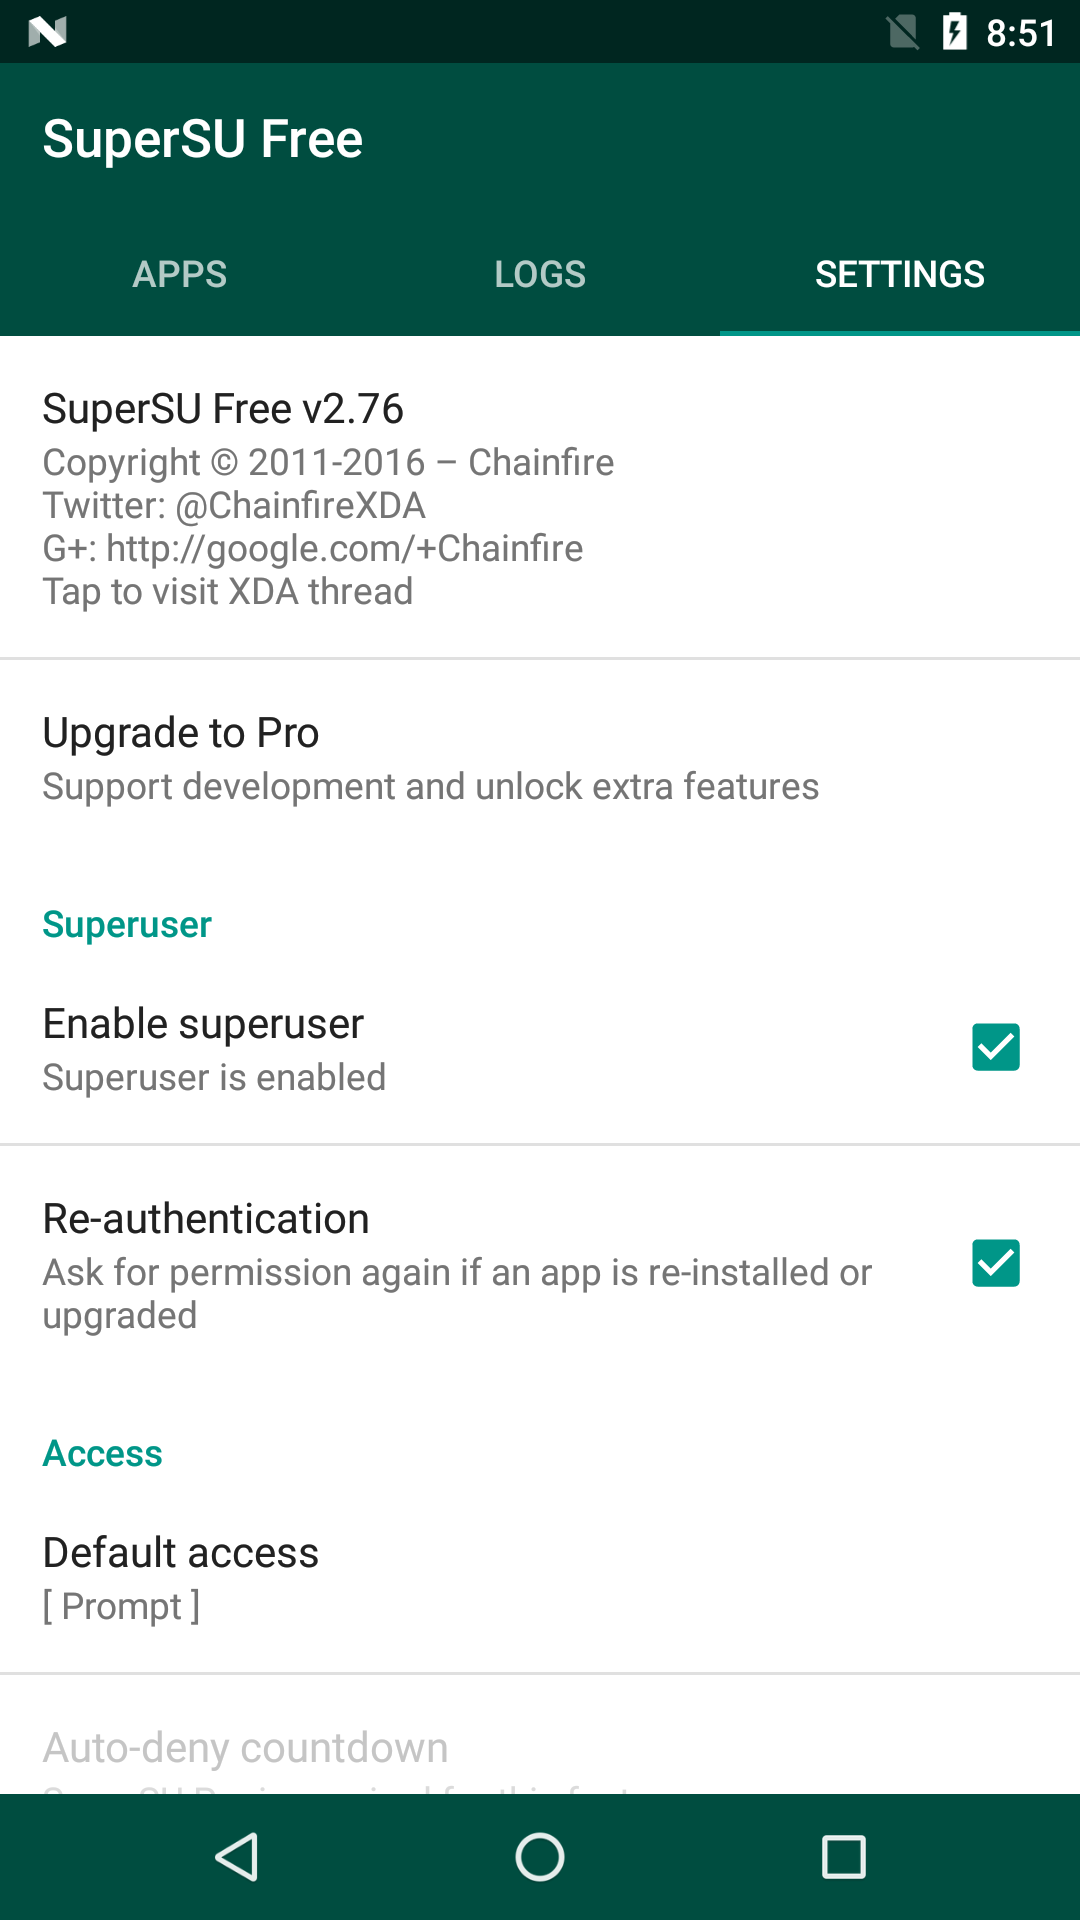 8:51
SuperSU Free
APPS
LOGS
SETTINGS
SuperSU Free v2.76
Copyright © 2011-2016 – Chainfire
Twitter: @ChainfireXDA
G+: http://google.com/+Chainfire
Tap to visit XDA thread
Upgrade to Pro
Support development and unlock extra features
Superuser
Enable superuser
Superuser is enabled
Re-authentication
Ask for permission again if an app is re-installed or
upgraded
Access
Default access
[ Prompt ]
Auto-deny countdown